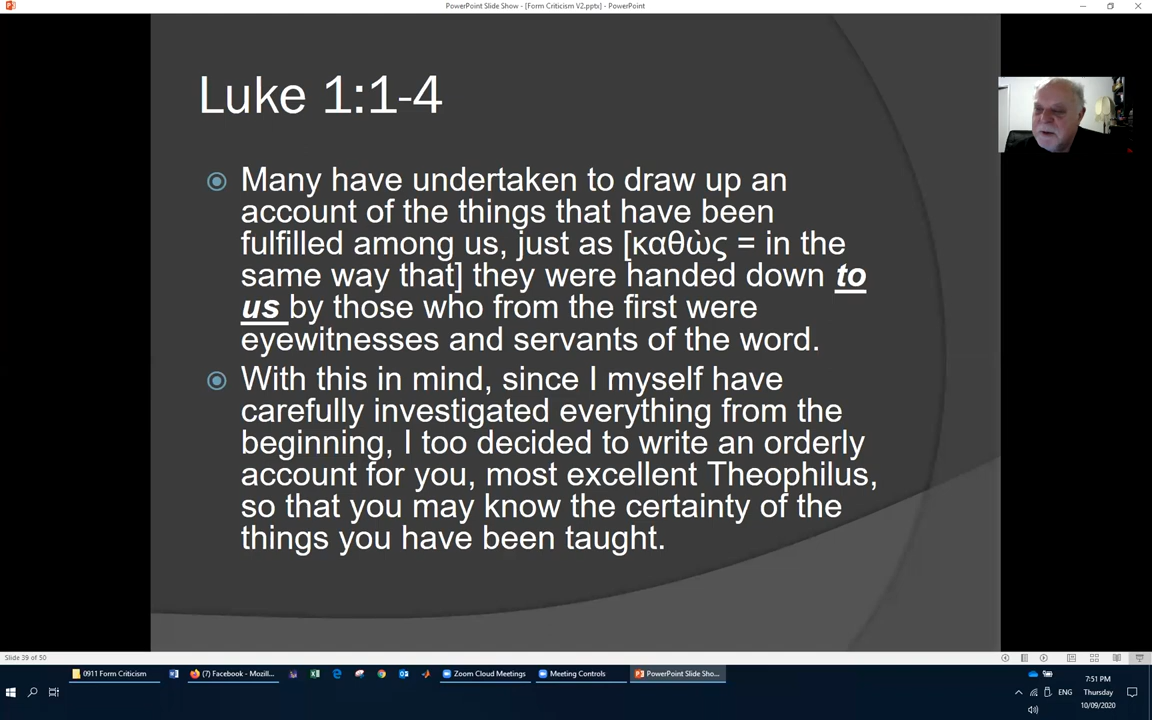 PowerPoint Slide Show - [Form Criticism V2.pptx] - PowerPoint
Luke 1:1-4
Many have undertaken to draw up an
account of the things that have been
fulfilled among us, just as [καθὼς = in the
same way that] they were handed down to
us by those who from the first were
eyewitnesses and servants of the word.
With this in mind, since I myself have
carefully investigated everything from the
beginning, I too decided to write an orderly
account for you, most excellent Theophilus,
so that you may know the certainty of the
things you have been taught.
Slide 39 of 50
0911 Form Criticism
(7) Facebook - Mozill...
Zoom Cloud Meetings
Meeting Controls
PowerPoint Slide Sho...
ENG
7:51 PM
Thursday
10/09/2020